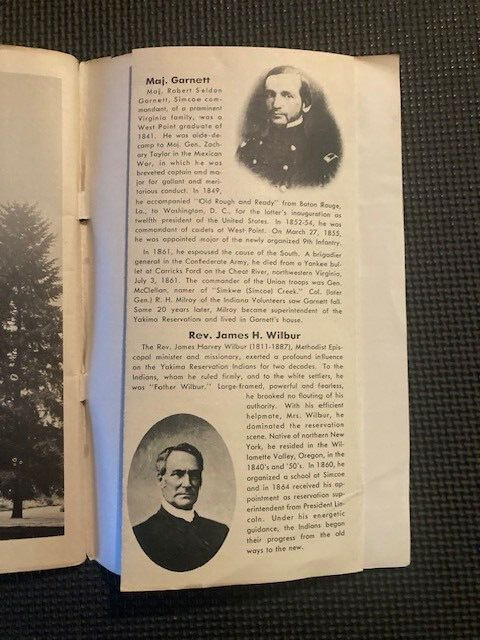 Maj. Garnett
Maj. Robert Seldon
Garnett, Simcoe com-
mandant, of a prominent
Virginia family, was a
West Point graduate of
1841. He was aide-de-
camp to Maj. Gen. Zach-
ary Taylor in the Mexican
War, in which he was
breveted captain and ma-
jor for gallant and meri-
torious conduct. In 1849,
he accompanied "Old Rough and Ready" from Baton Rouge,
La., to Washington, D. C., for the latter's inauguration as
twelfth president of the United States. In 1852-54, he was
commandant of cadets at West Point. On March 27, 1855,
he was appointed major of the newly organized 9th Infantry.
In 1861, he espoused the cause of the South. A brigadier
general in the Confederate Army, he died from a Yankee bul-
let at Carricks Ford on the Cheat River, northwestern Virginia,
July 3, 1861. The commander of the Union troops was Gen.
McClellan, namer of "Simkwe (Simcoe) Creek." Col. (later
Gen.) R. H. Milroy of the Indiana Volunteers saw Garnett fall.
Some 20 years later, Milroy became superintendent of the
Yakima Reservation and lived in Garnett's house.
Rev. James H. Wilbur
The Rev. James Harvey Wilbur (1811-1887), Methodist Epis-
copal minister and missionary, exerted a profound influence
on the Yakima Reservation Indians for two decades. To the
Indians, whom he ruled firmly, and to the white settlers, he
was "Father Wilbur." Large-framed, powerful and fearless,
he brooked no flouting of his
authority. With his efficient
helpmate, Mrs. Wilbur, he
dominated the reservation
scene. Native of northern New
York, he resided in the Wil-
lamette Valley, Oregon, in the
1840's and '50's. In 1860, he
organized a school at Simcoe
and in 1864 received his ap-
pointment as reservation sup-
erintendent from President Lin-
coln. Under his energetic
guidance, the Indians began
their progress from the old
ways to the new.